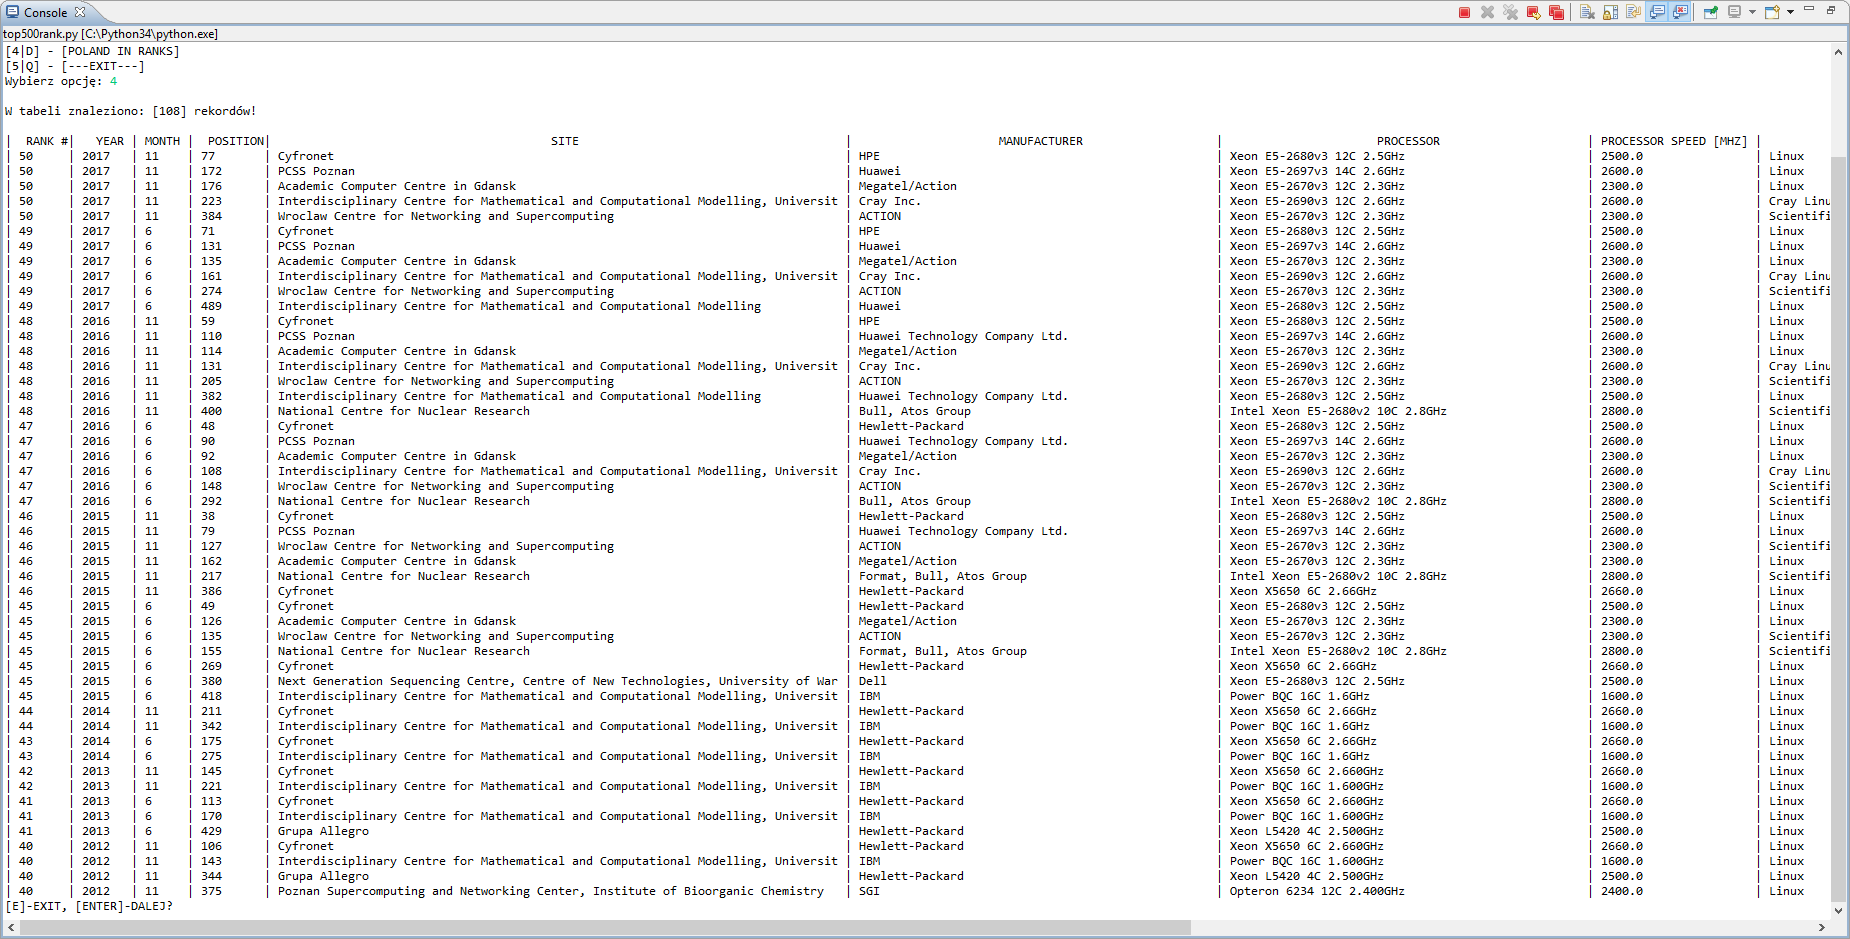 Console
top500rank.py [C:\Python34\python.exe]
[4|D] - [POLAND IN RANKS]
[5|Q] - [---EXIT---]
Wybierz opcję: 4
W tabeli znaleziono: [108] rekordów!
| RANK #| YEAR | MONTH | POSITION| SITE | MANUFACTURER | PROCESSOR | PROCESSOR SPEED [MHZ] |
| 50 | 2017 | 11 | 77 | Cyfronet | HPE | Xeon E5-2680v3 12C 2.5GHz | 2500.0 | Linux
| 50 | 2017 | 11 | 172 | PCSS Poznan | Huawei | Xeon E5-2697v3 14C 2.6GHz | 2600.0 | Linux
| 50 | 2017 | 11 | 176 | Academic Computer Centre in Gdansk | Megatel/Action | Xeon E5-2670v3 12C 2.3GHz | 2300.0 | Linux
| 50 | 2017 | 11 | 223 | Interdisciplinary Centre for Mathematical and Computational Modelling, Universit | Cray Inc. | Xeon E5-2690v3 12C 2.6GHz | 2600.0 | Cray Linu
| 50 | 2017 | 11 | 384 | Wroclaw Centre for Networking and Supercomputing | ACTION | Xeon E5-2670v3 12C 2.3GHz | 2300.0 | Scientifi
| 49 | 2017 | 6 | 71 | Cyfronet | HPE | Xeon E5-2680v3 12C 2.5GHz | 2500.0 | Linux
| 49 | 2017 | 6 | 131 | PCSS Poznan | Huawei | Xeon E5-2697v3 14C 2.6GHz | 2600.0 | Linux
| 49 | 2017 | 6 | 135 | Academic Computer Centre in Gdansk | Megatel/Action | Xeon E5-2670v3 12C 2.3GHz | 2300.0 | Linux
| 49 | 2017 | 6 | 161 | Interdisciplinary Centre for Mathematical and Computational Modelling, Universit | Cray Inc. | Xeon E5-2690v3 12C 2.6GHz | 2600.0 | Cray Linu
| 49 | 2017 | 6 | 274 | Wroclaw Centre for Networking and Supercomputing | ACTION | Xeon E5-2670v3 12C 2.3GHz | 2300.0 | Scientifi
| 49 | 2017 | 6 | 489 | Interdisciplinary Centre for Mathematical and Computational Modelling | Huawei | Xeon E5-2680v3 12C 2.5GHz | 2500.0 | Linux
| 48 | 2016 | 11 | 59 | Cyfronet | HPE | Xeon E5-2680v3 12C 2.5GHz | 2500.0 | Linux
| 48 | 2016 | 11 | 110 | PCSS Poznan | Huawei Technology Company Ltd. | Xeon E5-2697v3 14C 2.6GHz | 2600.0 | Linux
| 48 | 2016 | 11 | 114 | Academic Computer Centre in Gdansk | Megatel/Action | Xeon E5-2670v3 12C 2.3GHz | 2300.0 | Linux
| 48 | 2016 | 11 | 131 | Interdisciplinary Centre for Mathematical and Computational Modelling, Universit | Cray Inc. | Xeon E5-2690v3 12C 2.6GHz | 2600.0 | Cray Linu
| 48 | 2016 | 11 | 205 | Wroclaw Centre for Networking and Supercomputing | ACTION | Xeon E5-2670v3 12C 2.3GHz | 2300.0 | Scientifi
| 48 | 2016 | 11 | 382 | Interdisciplinary Centre for Mathematical and Computational Modelling | Huawei Technology Company Ltd. | Xeon E5-2680v3 12C 2.5GHz | 2500.0 | Linux
| 48 | 2016 | 11 | 400 | National Centre for Nuclear Research | Bull, Atos Group | Intel Xeon E5-2680v2 10C 2.8GHz | 2800.0 | Scientifi
| 47 | 2016 | 6 | 48 | Cyfronet | Hewlett-Packard | Xeon E5-2680v3 12C 2.5GHz | 2500.0 | Linux
| 47 | 2016 | 6 | 90 | PCSS Poznan | Huawei Technology Company Ltd. | Xeon E5-2697v3 14C 2.6GHz | 2600.0 | Linux
| 47 | 2016 | 6 | 92 | Academic Computer Centre in Gdansk | Megatel/Action | Xeon E5-2670v3 12C 2.3GHz | 2300.0 | Linux
| 47 | 2016 | 6 | 108 | Interdisciplinary Centre for Mathematical and Computational Modelling, Universit | Cray Inc. | Xeon E5-2690v3 12C 2.6GHz | 2600.0 | Cray Linu
| 47 | 2016 | 6 | 148 | Wroclaw Centre for Networking and Supercomputing | ACTION | Xeon E5-2670v3 12C 2.3GHz | 2300.0 | Scientifi
| 47 | 2016 | 6 | 292 | National Centre for Nuclear Research | Bull, Atos Group | Intel Xeon E5-2680v2 10C 2.8GHz | 2800.0 | Scientifi
| 46 | 2015 | 11 | 38 | Cyfronet | Hewlett-Packard | Xeon E5-2680v3 12C 2.5GHz | 2500.0 | Linux
| 46 | 2015 | 11 | 79 | PCSS Poznan | Huawei Technology Company Ltd. | Xeon E5-2697v3 14C 2.6GHz | 2600.0 | Linux
| 46 | 2015 | 11 | 127 | Wroclaw Centre for Networking and Supercomputing | ACTION | Xeon E5-2670v3 12C 2.3GHz | 2300.0 | Scientifi
| 46 | 2015 | 11 | 162 | Academic Computer Centre in Gdansk | Megatel/Action | Xeon E5-2670v3 12C 2.3GHz | 2300.0 | Linux
| 46 | 2015 | 11 | 217 | National Centre for Nuclear Research | Format, Bull, Atos Group | Intel Xeon E5-2680v2 10C 2.8GHz | 2800.0 | Scientifi
| 46 | 2015 | 11 | 386 | Cyfronet | Hewlett-Packard | Xeon X5650 6C 2.66GHz | 2660.0 | Linux
| 45 | 2015 | 6 | 49 | Cyfronet | Hewlett-Packard | Xeon E5-2680v3 12C 2.5GHz | 2500.0 | Linux
| 45 | 2015 | 6 | 126 | Academic Computer Centre in Gdansk | Megatel/Action | Xeon E5-2670v3 12C 2.3GHz | 2300.0 | Linux
| 45 | 2015 | 6 | 135 | Wroclaw Centre for Networking and Supercomputing | ACTION | Xeon E5-2670v3 12C 2.3GHz | 2300.0 | Scientifi
| 45 | 2015 | 6 | 155 | National Centre for Nuclear Research | Format, Bull, Atos Group | Intel Xeon E5-2680v2 10C 2.8GHz | 2800.0 | Scientifi
| 45 | 2015 | 6 | 269 | Cyfronet | Hewlett-Packard | Xeon X5650 6C 2.66GHz | 2660.0 | Linux
| 45 | 2015 | 6 | 380 | Next Generation Sequencing Centre, Centre of New Technologies, University of War | Dell | Xeon E5-2680v3 12C 2.5GHz | 2500.0 | Linux
| 45 | 2015 | 6 | 418 | Interdisciplinary Centre for Mathematical and Computational Modelling, Universit | IBM | Power BQC 16C 1.6GHz | 1600.0 | Linux
| 44 | 2014 | 11 | 211 | Cyfronet | Hewlett-Packard | Xeon X5650 6C 2.66GHz | 2660.0 | Linux
| 44 | 2014 | 11 | 342 | Interdisciplinary Centre for Mathematical and Computational Modelling, Universit | IBM | Power BQC 16C 1.6GHz | 1600.0 | Linux
| 43 | 2014 | 6 | 175 | Cyfronet | Hewlett-Packard | Xeon X5650 6C 2.66GHz | 2660.0 | Linux
| 43 | 2014 | 6 | 275 | Interdisciplinary Centre for Mathematical and Computational Modelling, Universit | IBM | Power BQC 16C 1.6GHz | 1600.0 | Linux
| 42 | 2013 | 11 | 145 | Cyfronet | Hewlett-Packard | Xeon X5650 6C 2.660GHz | 2660.0 | Linux
| 42 | 2013 | 11 | 221 | Interdisciplinary Centre for Mathematical and Computational Modelling, Universit | IBM | Power BQC 16C 1.600GHz | 1600.0 | Linux
| 41 | 2013 | 6 | 113 | Cyfronet | Hewlett-Packard | Xeon X5650 6C 2.660GHz | 2660.0 | Linux
| 41 | 2013 | 6 | 170 | Interdisciplinary Centre for Mathematical and Computational Modelling, Universit | IBM | Power BQC 16C 1.600GHz | 1600.0 | Linux
| 41 | 2013 | 6 | 429 | Grupa Allegro | Hewlett-Packard | Xeon L5420 4C 2.500GHz | 2500.0 | Linux
| 40 | 2012 | 11 | 106 | Cyfronet | Hewlett-Packard | Xeon X5650 6C 2.660GHz | 2660.0 | Linux
| 40 | 2012 | 11 | 143 | Interdisciplinary Centre for Mathematical and Computational Modelling, Universit | IBM | Power BQC 16C 1.600GHz | 1600.0 | Linux
| 40 | 2012 | 11 | 344 | Grupa Allegro | Hewlett-Packard | Xeon L5420 4C 2.500GHz | 2500.0 | Linux
| 40 | 2012 | 11 | 375 | Poznan Supercomputing and Networking Center, Institute of Bioorganic Chemistry | SGI | Opteron 6234 12C 2.400GHz | 2400.0 | Linux
[E]-EXIT, [ENTER]-DALEJ?